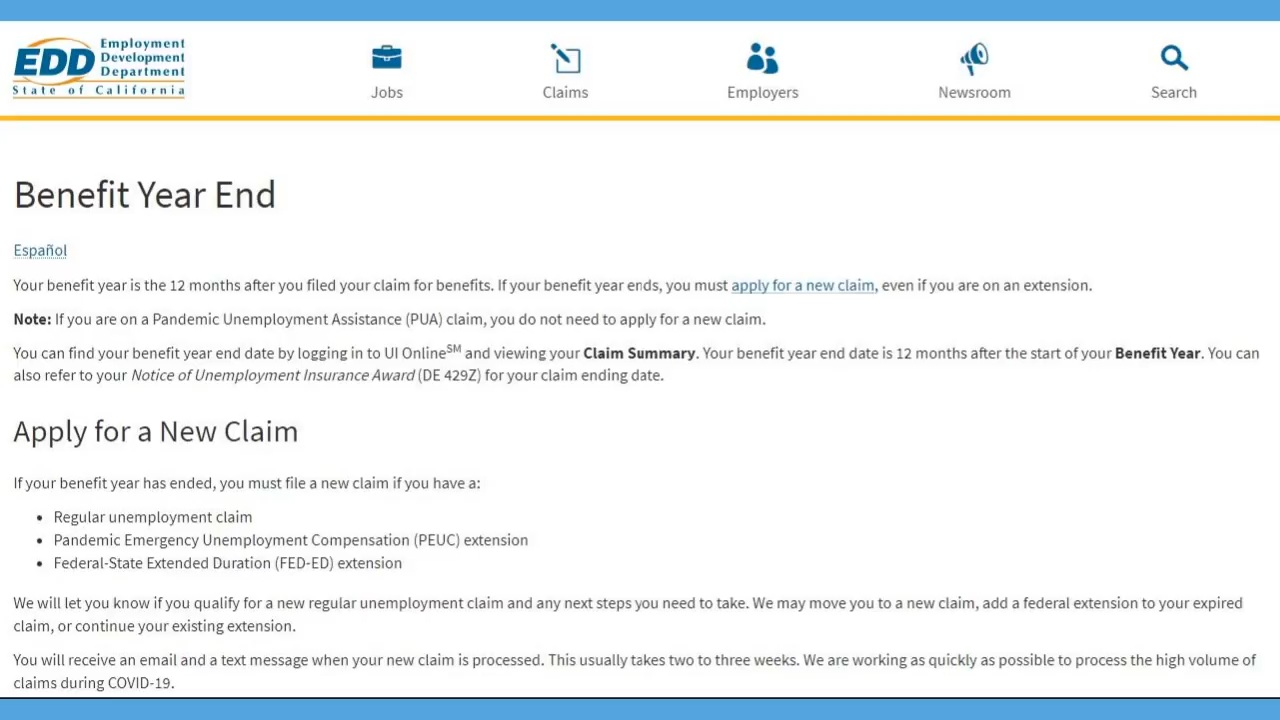 EDD Employment
Development
Department
State of California
Jobs
Claims
Employers
Newsroom
Search
Benefit Year End
Español
Your benefit year is the 12 months after you filed your claim for benefits. If your benefit year ends, you must apply for a new claim, even if you are on an extension.
Note: If you are on a Pandemic Unemployment Assistance (PUA) claim, you do not need to apply for a new claim.
You can find your benefit year end date by logging in to UI OnlineSM and viewing your Claim Summary. Your benefit year end date is 12 months after the start of your Benefit Year. You can
also refer to your Notice of Unemployment Insurance Award (DE 429Z) for your claim ending date.
Apply for a New Claim
If your benefit year has ended, you must file a new claim if you have a:
• Regular unemployment claim
• Pandemic Emergency Unemployment Compensation (PEUC) extension
• Federal-State Extended Duration (FED-ED) extension
We will let you know if you qualify for a new regular unemployment claim and any next steps you need to take. We may move you to a new claim, add a federal extension to your expired
claim, or continue your existing extension.
You will receive an email and a text message when your new claim is processed. This usually takes two to three weeks. We are working as quickly as possible to process the high volume of
claims during COVID-19.